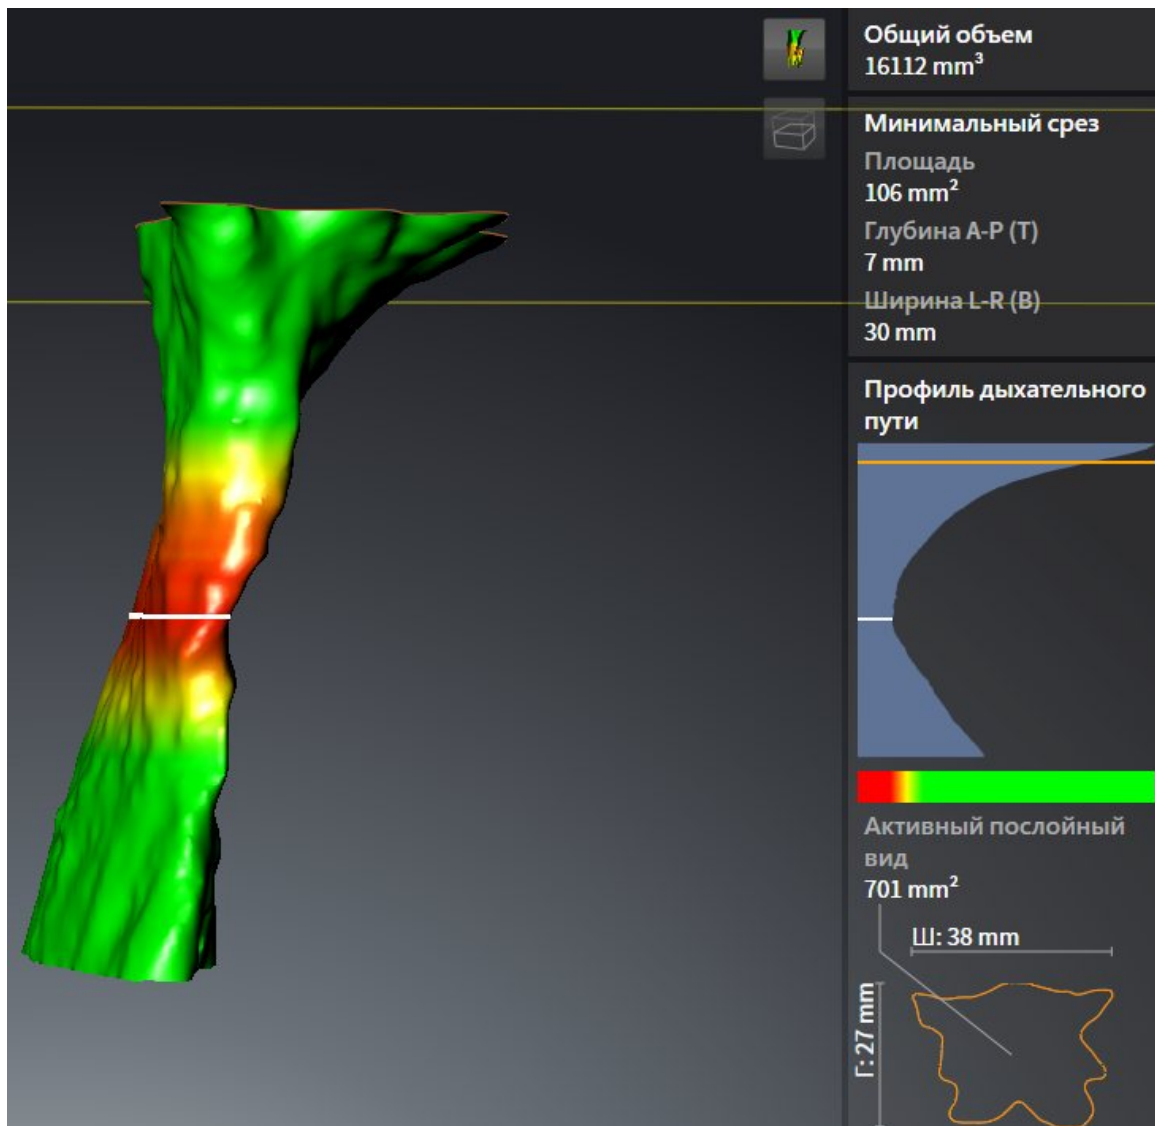 Общий объем
16112 mm³
Минимальный срез
Площадь
106 mm²
Глубина A-P (T)
7 mm
Ширина L-R (B)
30 mm
Профиль дыхательного
пути
Активный послойный
вид
701 mm²
Ш: 38 mm
Г: 27 mm